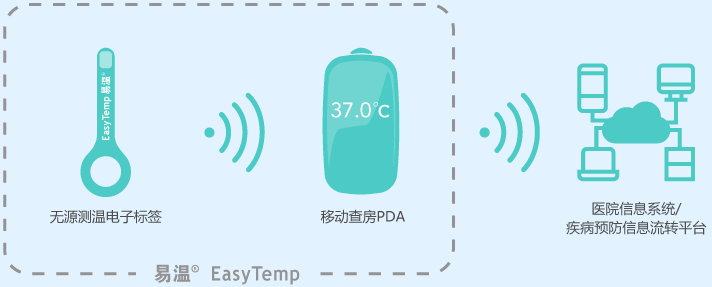 EasyTemp 易温®
37.0℃
无源测温电子标签
移动查房PDA
医院信息系统/
疾病预防信息流转平台
易温® EasyTemp